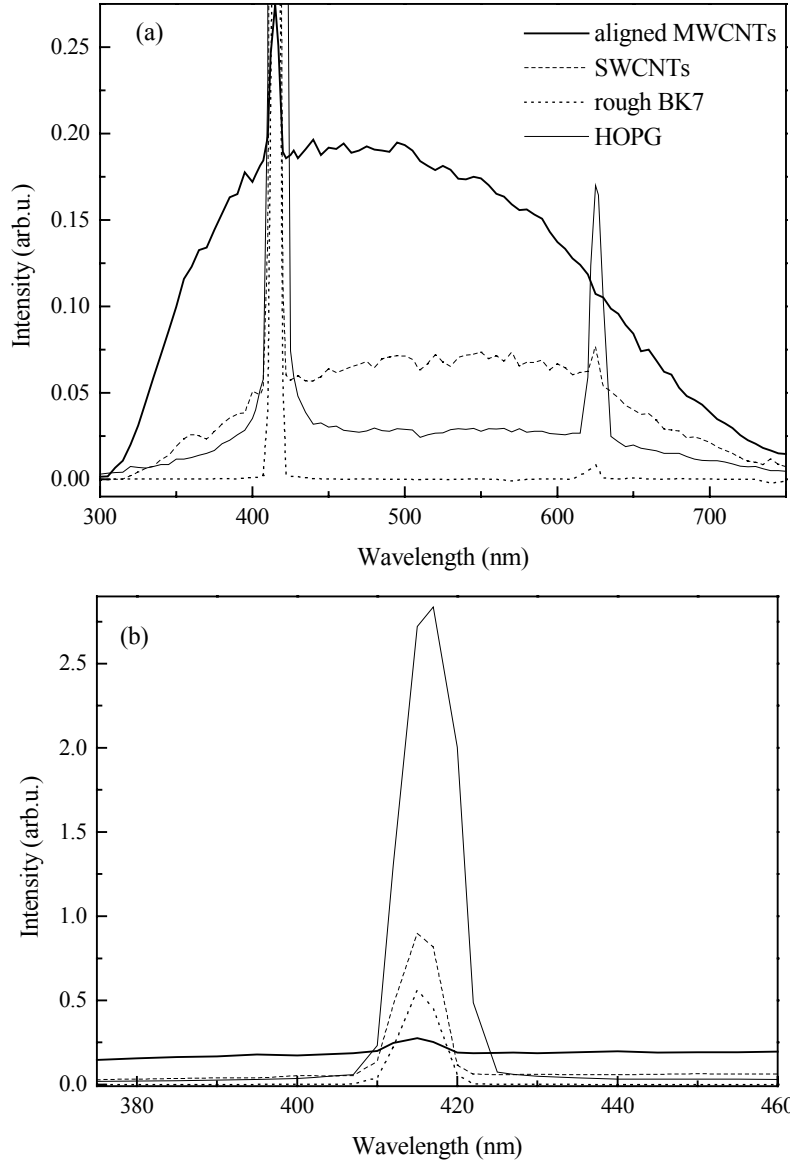 (a)
aligned MWCNTs
SWCNTs
rough BK7
HOPG
0.25
0.20
0.15
0.10
0.05
0.00
Intensity (arb.u.)
300 400 500 600 700
Wavelength (nm)
(b)
2.5
2.0
1.5
1.0
0.5
0.0
Intensity (arb.u.)
380 400 420 440 460
Wavelength (nm)